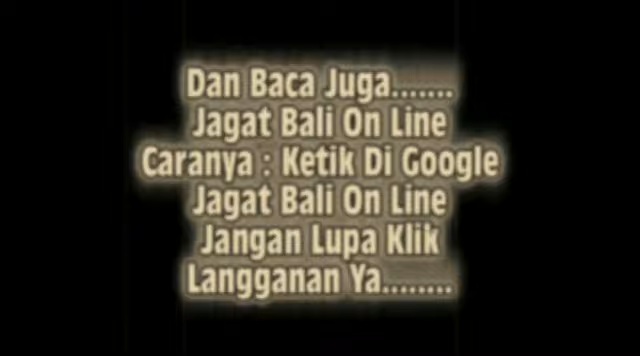 Dan Baca Juga.......
Jagat Bali On Line
Caranya : Ketik Di Google
Jagat Bali On Line
Jangan Lupa Klik
Langganan Ya........